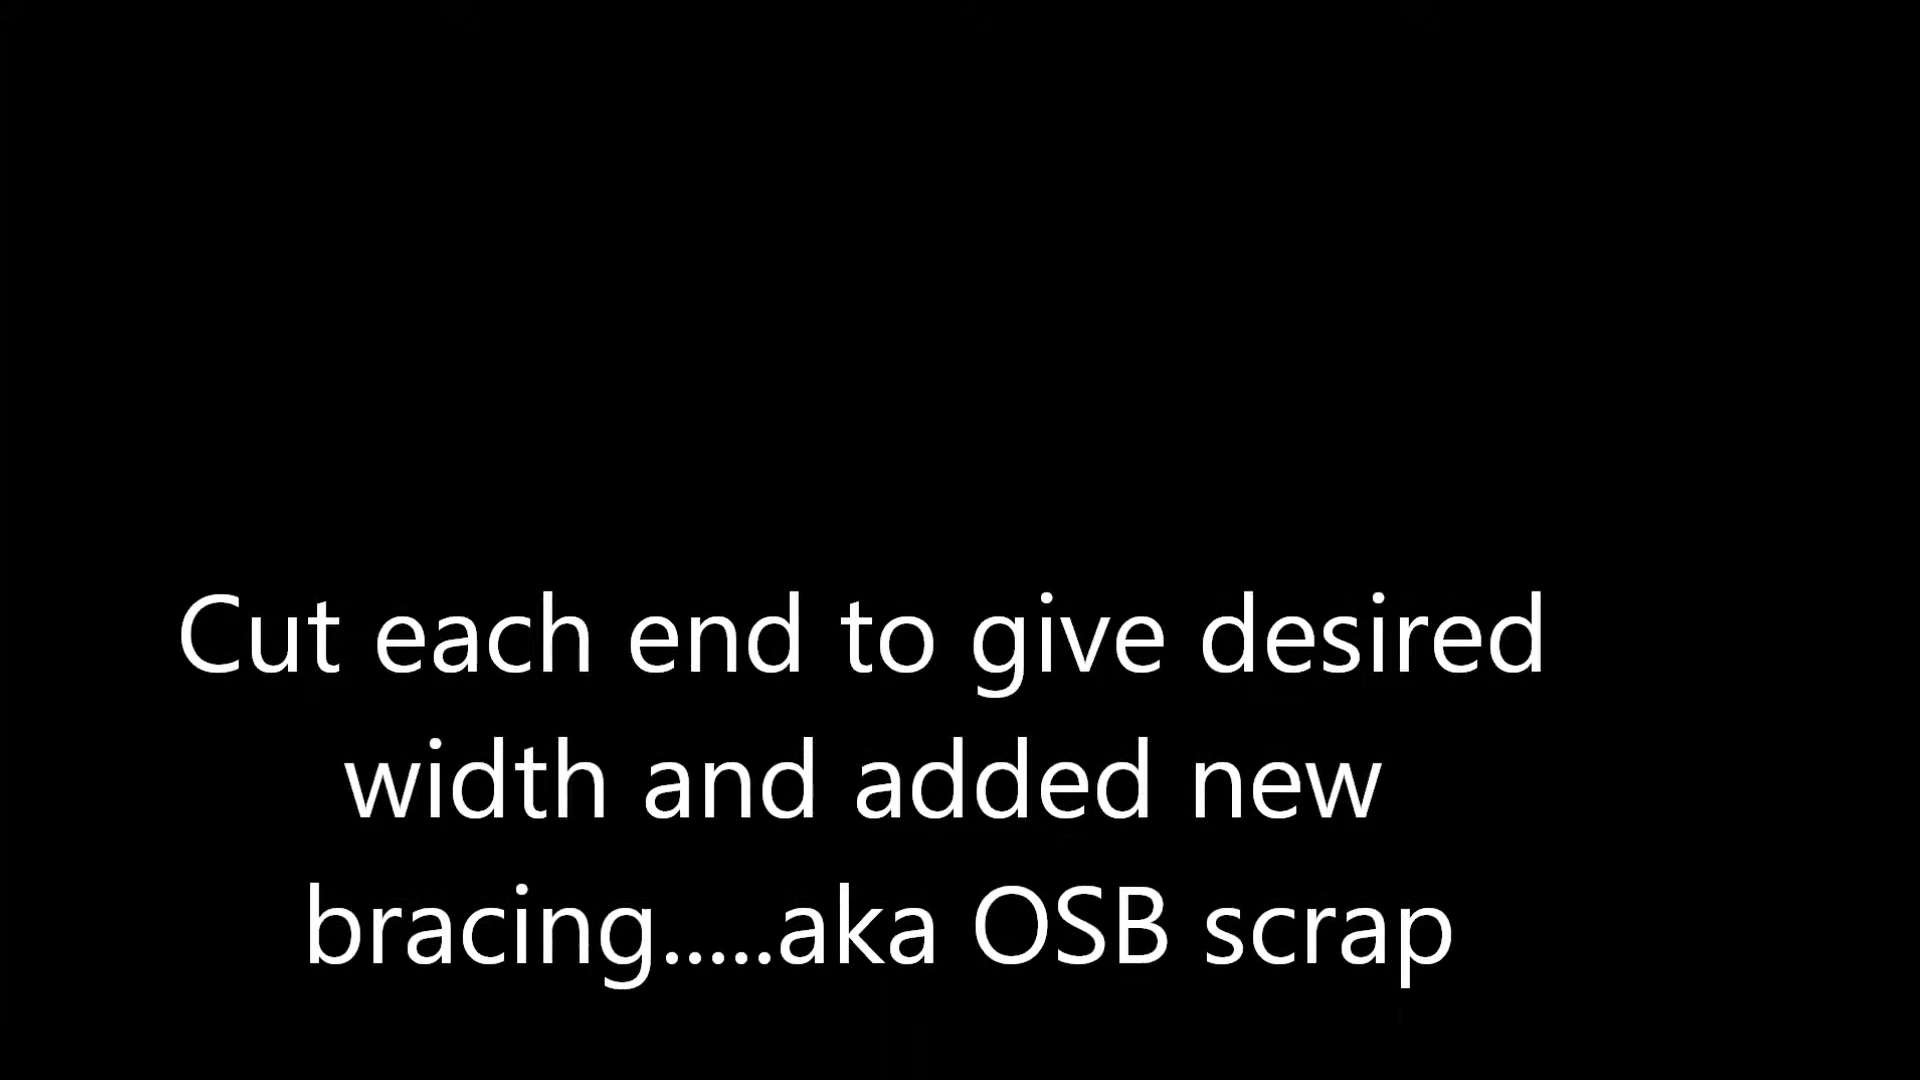 Cut each end to give desired
width and added new
bracing.....aka OSB scrap